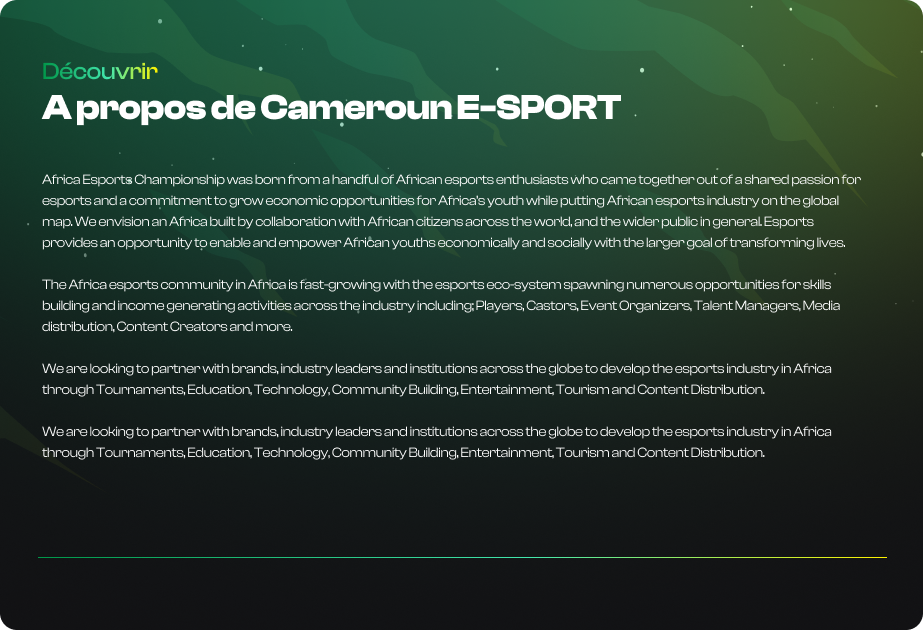 Découvrir
A propos de Cameroun E-SPORT
Africa Esports Championship was born from a handful of African esports enthusiasts who came together out of a shared passion for
esports and a commitment to grow economic opportunities for Africa's youth while putting African esports industry on the global
map. We envision an Africa built by collaboration with African citizens across the world, and the wider public in general. Esports
provides an opportunity to enable and empower African youths economically and socially with the larger goal of transforming lives.
The Africa esports community in Africa is fast-growing with the esports eco-system spawning numerous opportunities for skills
building and income generating activities across the industry including; Players, Castors, Event Organizers, Talent Managers, Media
distribution, Content Creators and more.
We are looking to partner with brands, industry leaders and institutions across the globe to develop the esports industry in Africa
through Tournaments, Education, Technology, Community Building, Entertainment, Tourism and Content Distribution.
We are looking to partner with brands, industry leaders and institutions across the globe to develop the esports industry in Africa
through Tournaments, Education, Technology, Community Building, Entertainment, Tourism and Content Distribution.